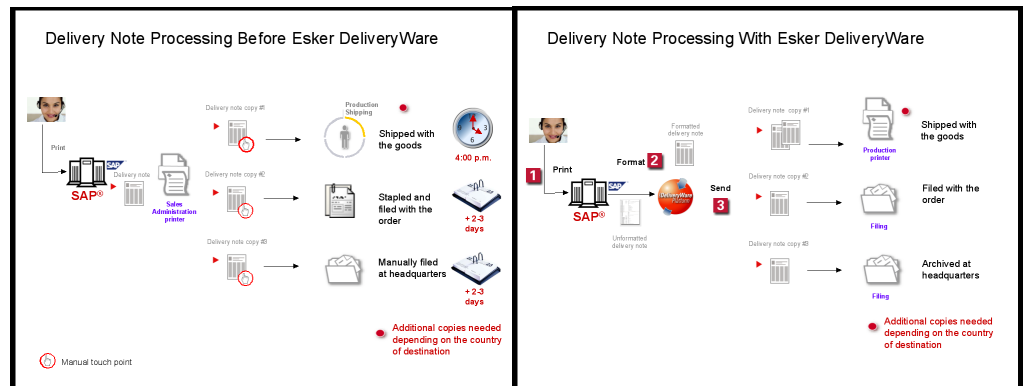 Delivery Note Processing Before Esker DeliveryWare
Delivery note copy #1
Production
Shipping
Shipped with
the goods
3
6
4:00 p.m.
Print
SAP
SAP®
Delivery note
Sales
Administration
printer
Delivery note copy #2
Stapled and
filed with the
order
+ 2-3
days
Delivery note copy #3
Manually filed
at headquarters
+ 2-3
days
Additional copies needed
depending on the country
of destination
Manual touch point
Delivery Note Processing With Esker DeliveryWare
1
Print
SAP
SAP®
Format
2
Formatted
delivery note
Unformatted
delivery note
DeliveryWare
Platform
Send
3
Delivery note copy #1
Production
printer
Shipped with
the goods
Delivery note copy #2
Filing
Filed with the
order
Delivery note copy #3
Filing
Archived at
headquarters
Additional copies needed
depending on the country
of destination